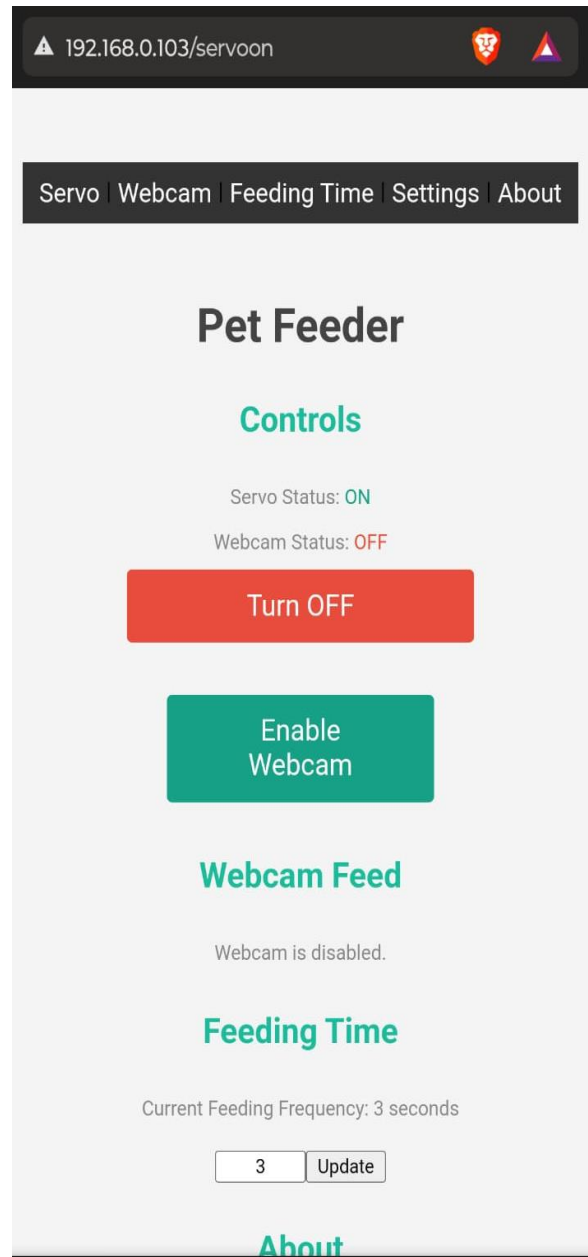 192.168.0.103/servoon
Servo | Webcam | Feeding Time | Settings | About
Pet Feeder
Controls
Servo Status: ON
Webcam Status: OFF
Turn OFF
Enable
Webcam
Webcam Feed
Webcam is disabled.
Feeding Time
Current Feeding Frequency: 3 seconds
3 Update
About